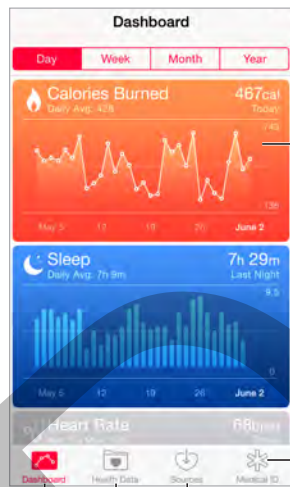 Dashboard
Day Week Month Year
Calories Burned 467cal
Daily Avg: 428 Today
743
136
May 5 12 19 26 June 2
Sleep 7h 29m
Daily Avg: 7h 9m Last Night
9.5
0
May 5 12 19 26 June 2
Heart Rate 68bpm
Dashboard Health Data Sources Medical ID